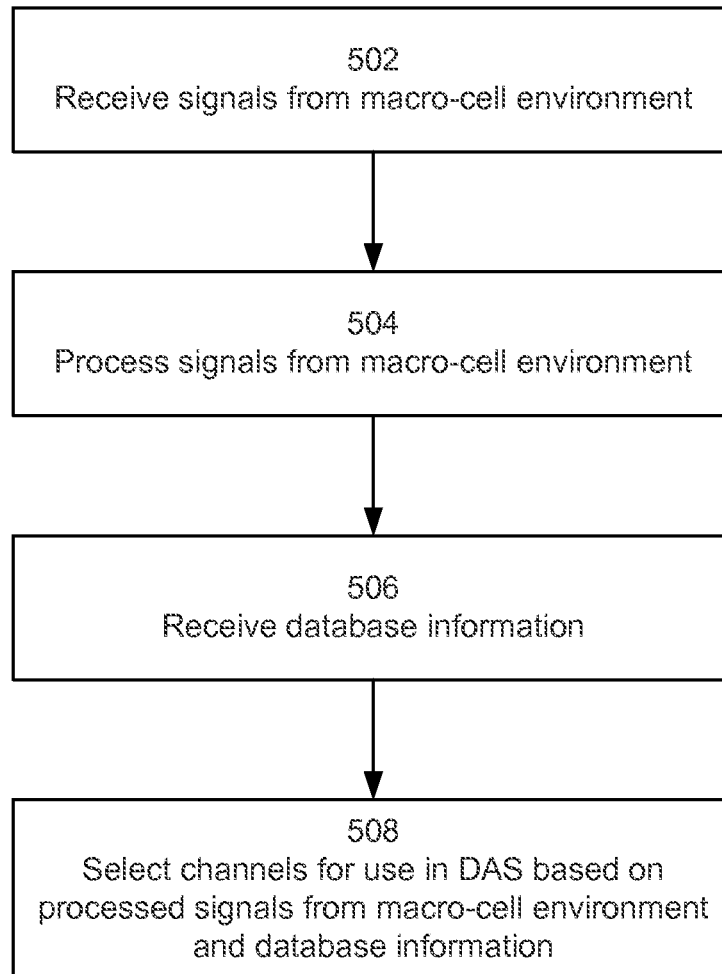 502
Receive signals from macro-cell environment
504
Process signals from macro-cell environment
506
Receive database information
508
Select channels for use in DAS based on
processed signals from macro-cell environment
and database information